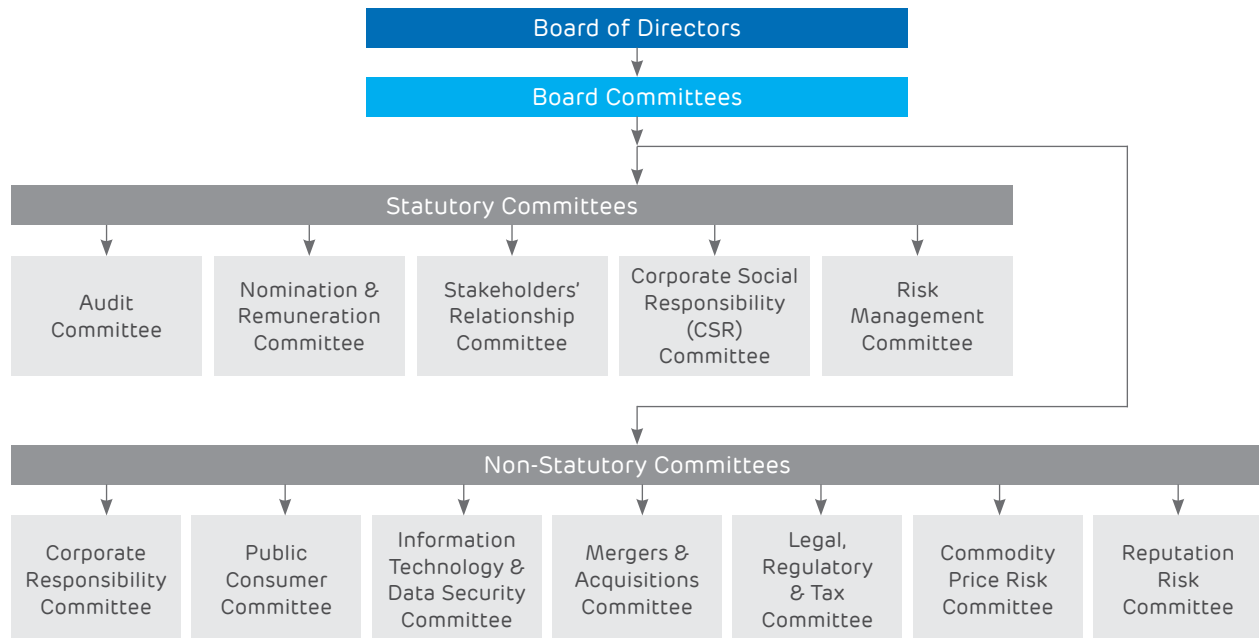 Board of Directors
Board Committees
Statutory Committees
Audit
Committee
Nomination &
Remuneration
Committee
Stakeholders’
Relationship
Committee
Corporate Social
Responsibility
(CSR)
Committee
Risk
Management
Committee
Non-Statutory Committees
Corporate
Responsibility
Committee
Public
Consumer
Committee
Information
Technology &
Data Security
Committee
Mergers &
Acquisitions
Committee
Legal,
Regulatory
& Tax
Committee
Commodity
Price Risk
Committee
Reputation
Risk
Committee